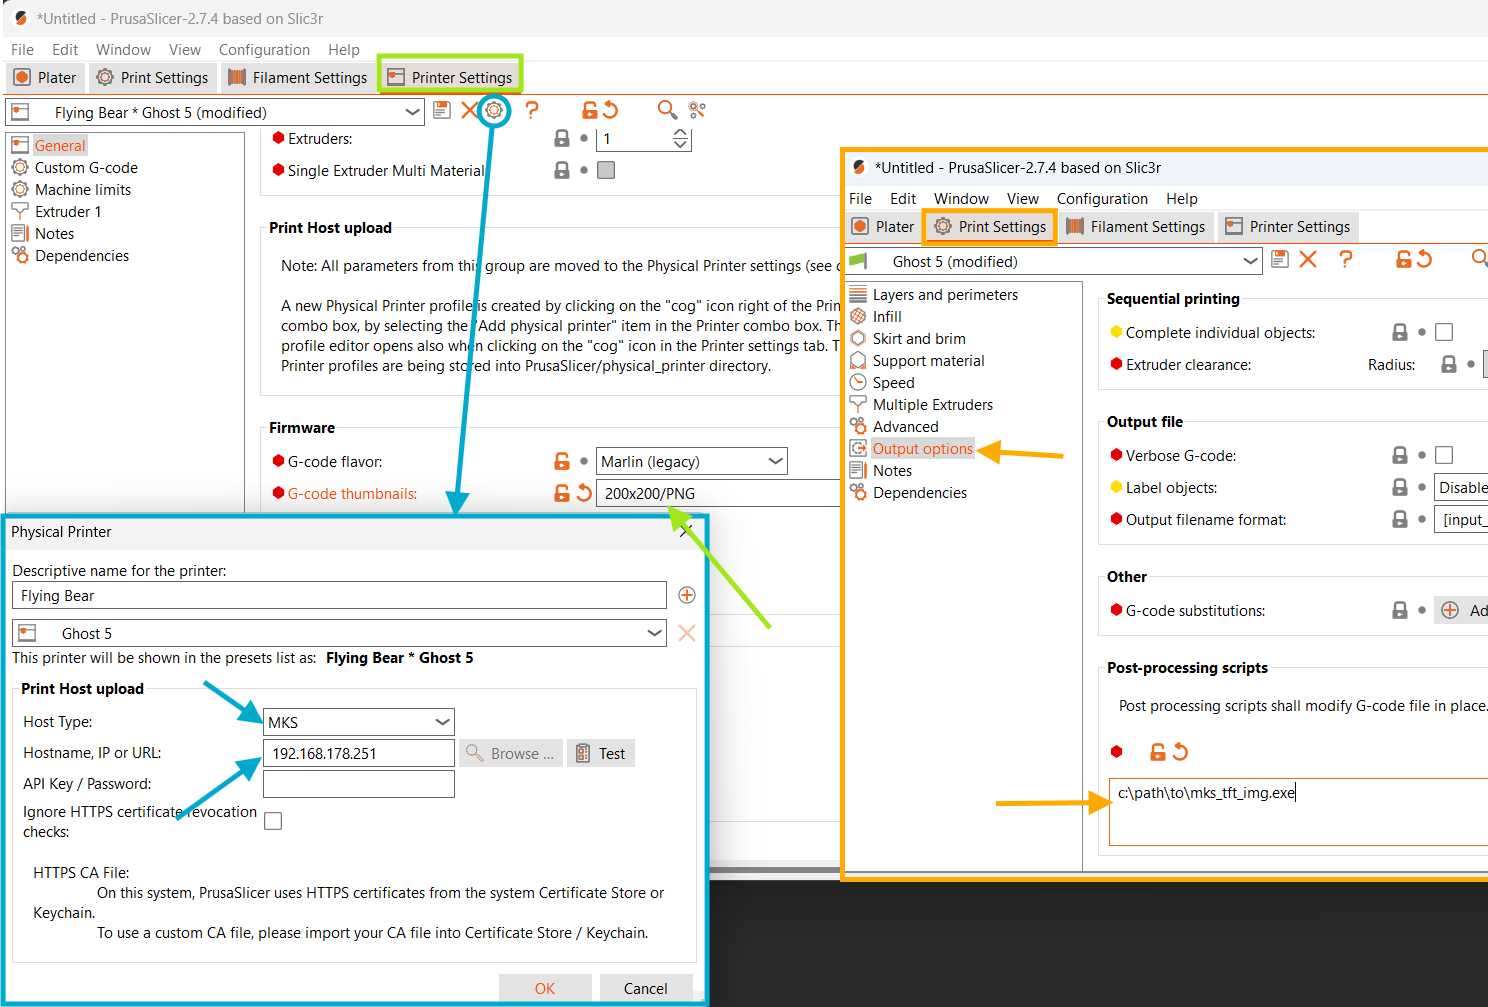 *Untitled - PrusaSlicer-2.7.4 based on Slic3r
File Edit Window View Configuration Help
Plater Print Settings Filament Settings Printer Settings
Flying Bear * Ghost 5 (modified)
General
Custom G-code
Machine limits
Extruder 1
Notes
Dependencies
Extruders: 1
Single Extruder Multi Material
Print Host upload
Note: All parameters from this group are moved to the Physical Printer settings (see
A new Physical Printer profile is created by clicking on the "cog" icon right of the Prin
combo box, by selecting the "Add physical printer" item in the Printer combo box. Th
profile editor opens also when clicking on the "cog" icon in the Printer settings tab. T
Printer profiles are being stored into PrusaSlicer/physical_printer directory.
Firmware
G-code flavor: Marlin (legacy)
G-code thumbnails: 200x200/PNG
Physical Printer
Descriptive name for the printer:
Flying Bear
Ghost 5
This printer will be shown in the presets list as: Flying Bear * Ghost 5
Print Host upload
Host Type: MKS
Hostname, IP or URL: 192.168.178.251 Browse ... Test
API Key / Password:
Ignore HTTPS certificate revocation
checks:
HTTPS CA File:
On this system, PrusaSlicer uses HTTPS certificates from the system Certificate Store or
Keychain.
To use a custom CA file, please import your CA file into Certificate Store / Keychain.
OK Cancel
*Untitled - PrusaSlicer-2.7.4 based on Slic3r
File Edit Window View Configuration Help
Plater Print Settings Filament Settings Printer Settings
Ghost 5 (modified)
Layers and perimeters
Infill
Skirt and brim
Support material
Speed
Multiple Extruders
Advanced
Output options
Notes
Dependencies
Sequential printing
Complete individual objects:
Extruder clearance: Radius:
Output file
Verbose G-code:
Label objects: Disable
Output filename format: [input_
Other
G-code substitutions: Ad
Post-processing scripts
Post processing scripts shall modify G-code file in place.
c:\path\to\mks_tft_img.exe